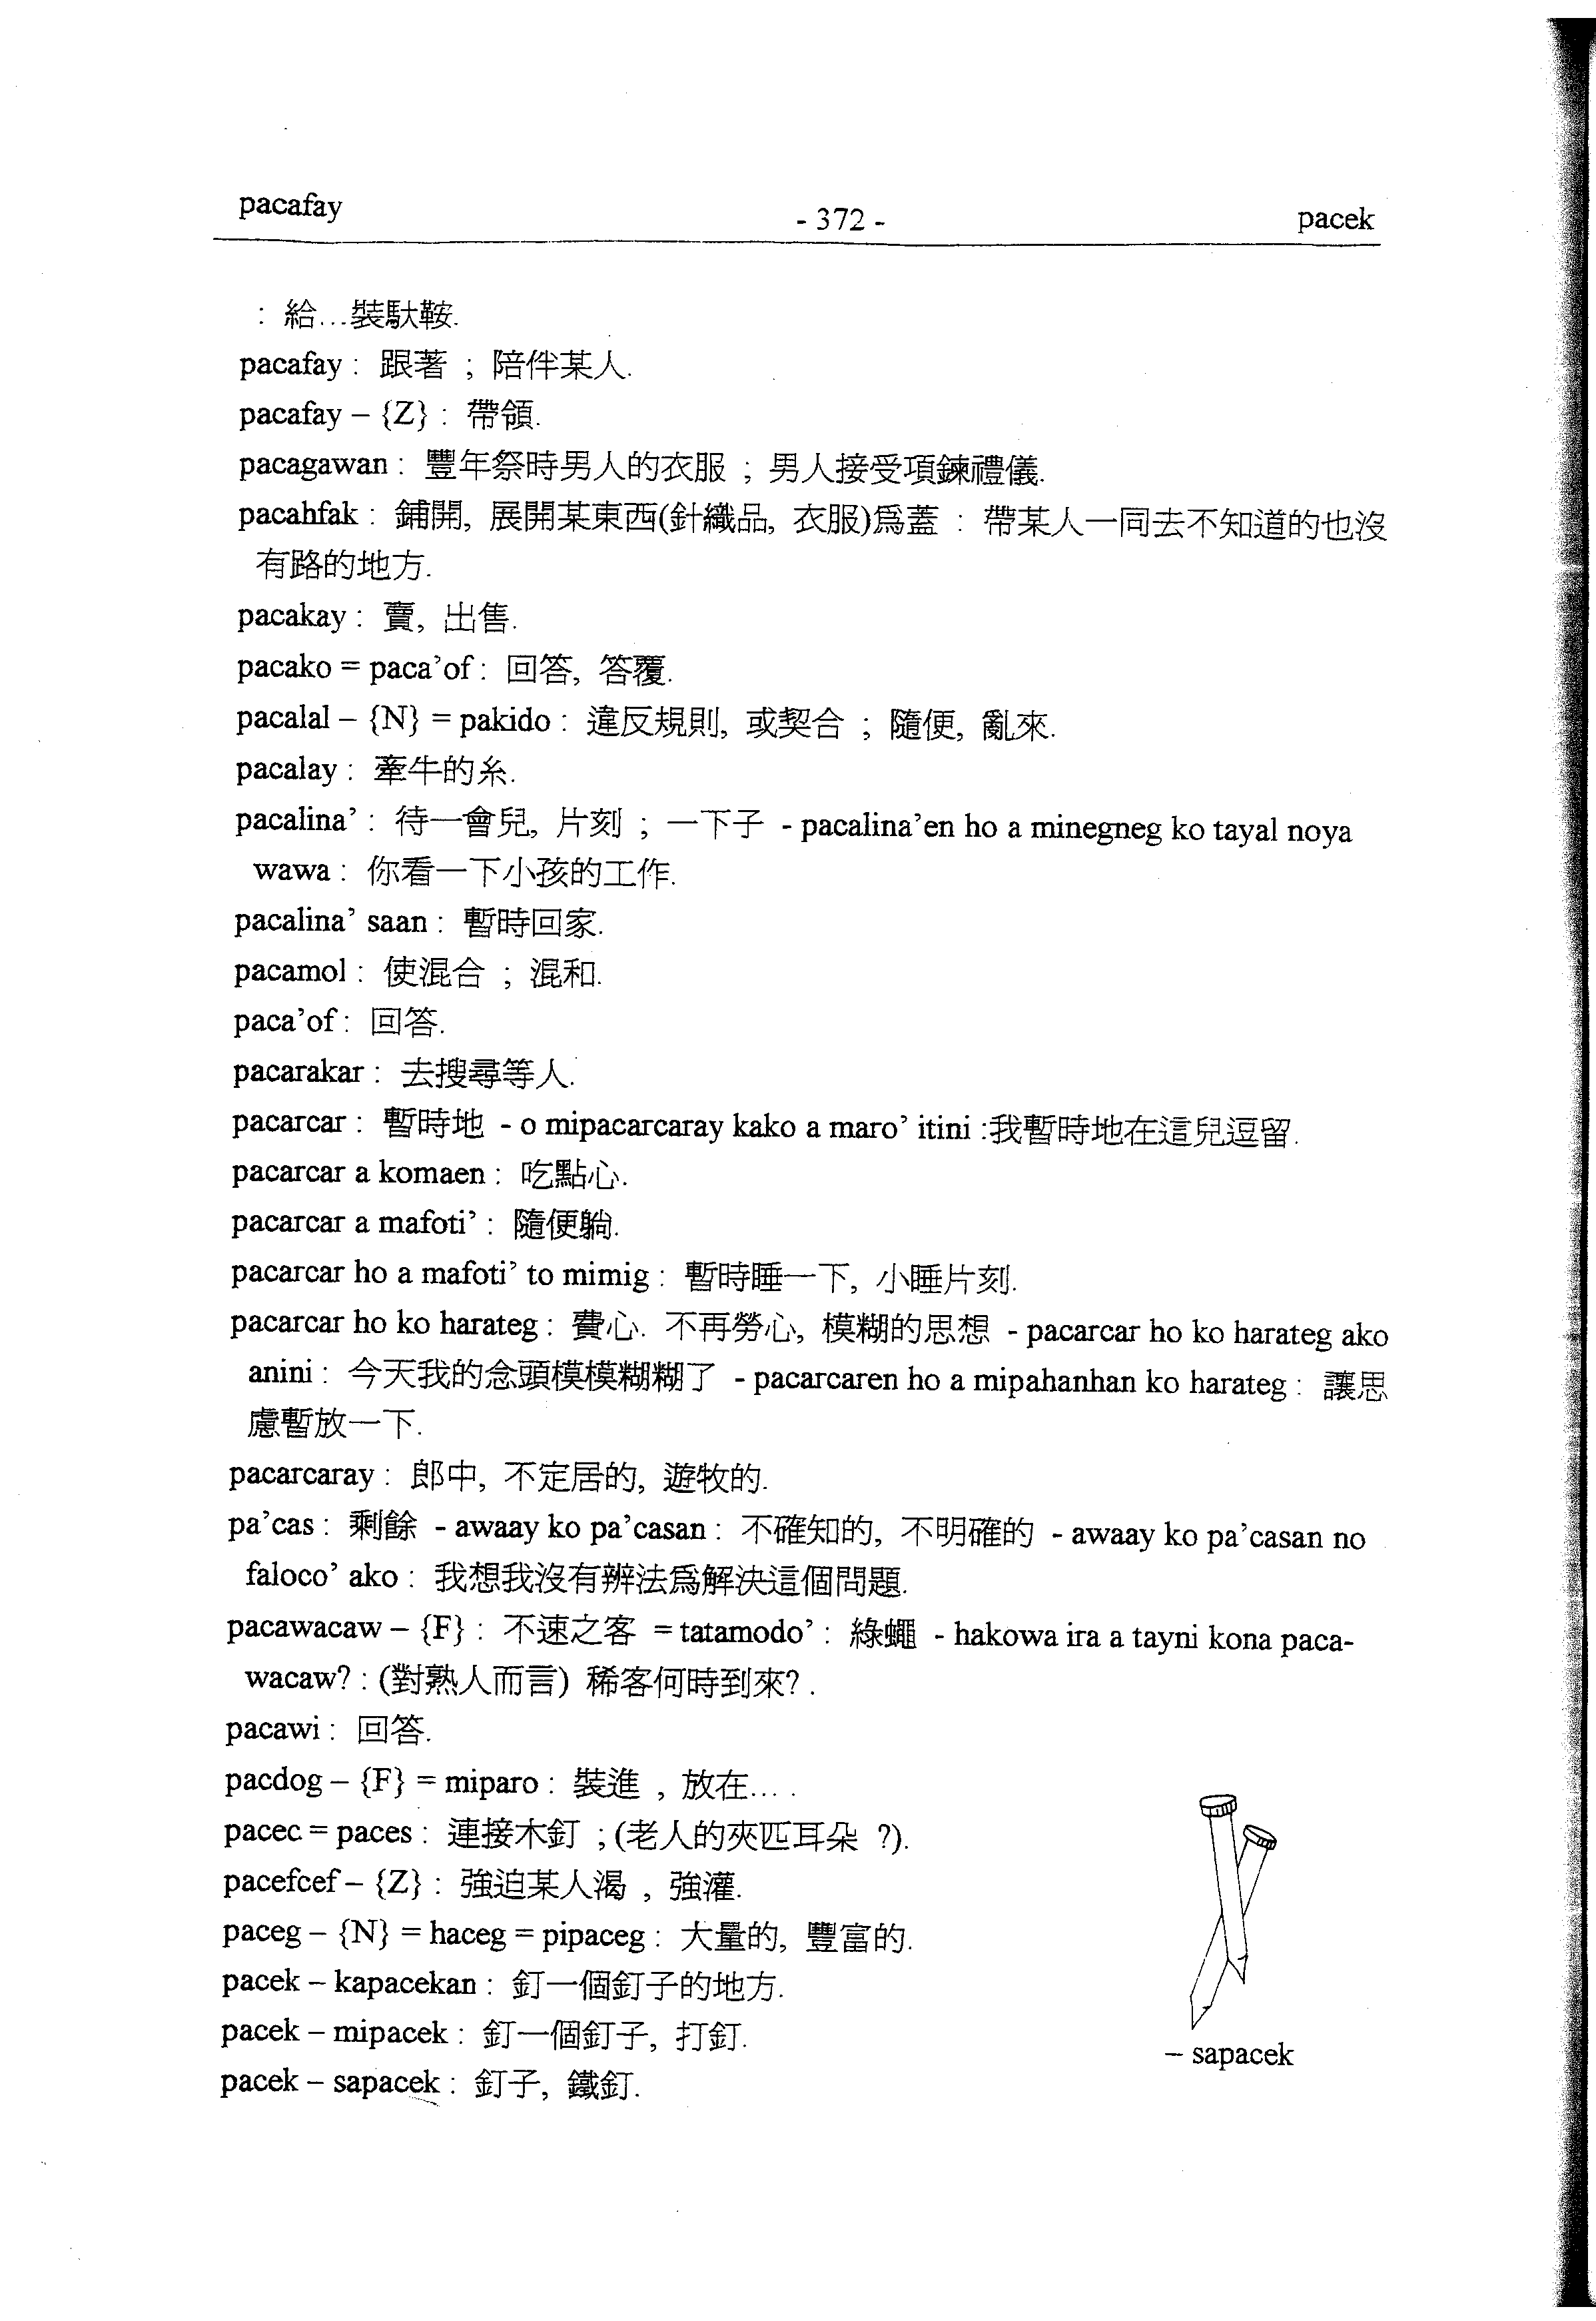 pacafay - 372 - pacek
: 給...裝馱鞍.
pacafay : 跟著 ; 陪伴某人.
pacafay – {Z} : 帶領.
pacagawan : 豐年祭時男人的衣服 ; 男人接受項鍊禮儀.
pacahfak : 鋪開, 展開某東西(針織品, 衣服)爲蓋 : 帶某人一同去不知道的也沒
有路的地方.
pacakay : 賣, 出售.
pacako = paca’of : 回答, 答覆.
pacalal – {N} = pakido : 違反規則, 或契合 ; 隨便, 亂來.
pacalay : 牽牛的糸.
pacalina’ : 待一會兒, 片刻 ; 一下子 - pacalina’en ho a minegneg ko tayal noya
wawa : 你看一下小孩的工作.
pacalina’ saan : 暫時回家.
pacamol : 使混合 ; 混和.
paca’of : 回答.
pacarakar : 去搜尋等人.
pacarcar : 暫時地 - o mipacarcaray kako a maro’ itini :我暫時地在這兒逗留.
pacarcar a komaen : 吃點心.
pacarcar a mafoti’ : 隨便躺.
pacarcar ho a mafoti’ to mimig : 暫時睡一下, 小睡片刻.
pacarcar ho ko harateg : 費心. 不再勞心, 模糊的思想 - pacarcar ho ko harateg ako
anini : 今天我的念頭模模糊糊了 - pacarcaren ho a mipahanhan ko harateg : 讓思
慮暫放一下.
pacarcaray : 郎中, 不定居的, 遊牧的.
pa’cas : 剩餘 - awaay ko pa’casan : 不確知的, 不明確的 - awaay ko pa’casan no
faloco’ ako : 我想我沒有辨法爲解決這個問題.
pacawacaw – {F} : 不速之客 = tatamodo’ : 綠蠅 - hakowa ira a tayni kona paca-
wacaw? : (對熟人而言) 稀客何時到來? .
pacawi : 回答.
pacdog – {F} = miparo : 裝進 , 放在... .
pacec = paces : 連接木釘 ; (老人的夾匹耳朵 ?).
pacefcef – {Z} : 強迫某人渴 , 強灌.
paceg – {N} = haceg = pipaceg : 大量的, 豐富的.
pacek – kapacekan : 釘一個釘子的地方.
pacek – mipacek : 釘一個釘子, 打釘.
pacek – sapacek : 釘子, 鐵釘.
– sapacek